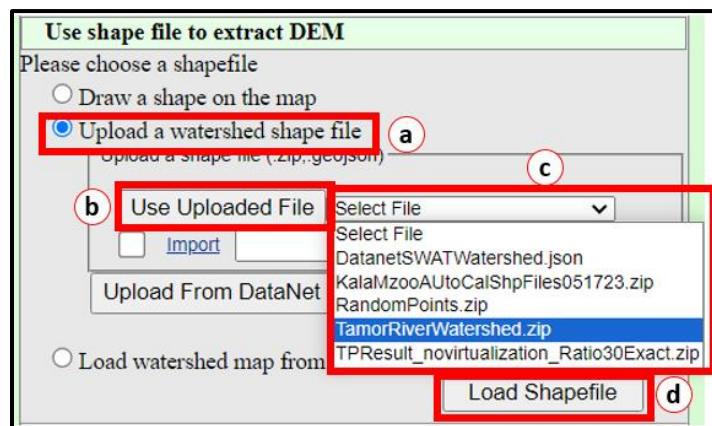 Use shape file to extract DEM
Please choose a shapefile
Draw a shape on the map
Upload a watershed shape file
a
Upload a shape file (.zip,.geojson)
c
b
Use Uploaded File
Select File
Select File
DatanetSWATWatershed.json
KalaMzooAUtoCalShpFiles051723.zip
RandomPoints.zip
TamorRiverWatershed.zip
TPResult_novirtualization_Ratio30Exact.zip
Import
Upload From DataNet
Load watershed map from
Load Shapefile
d